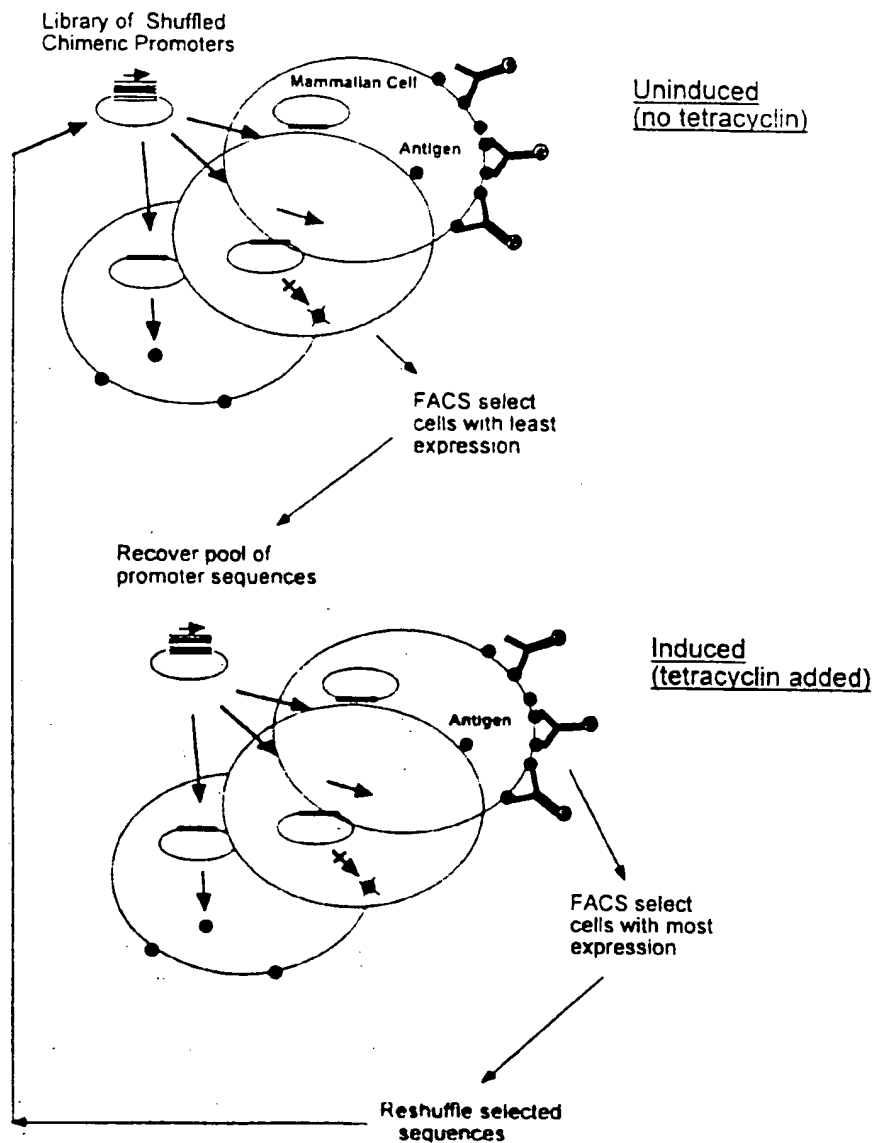 Library of Shuffled
Chimeric Promoters
Mammalian Cell
Uninduced
(no tetracyclin)
Antigen
FACS select
cells with least
expression
Recover pool of
promoter sequences
Induced
(tetracyclin added)
Antigen
FACS select
cells with most
expression
Reshuffle selected
sequences